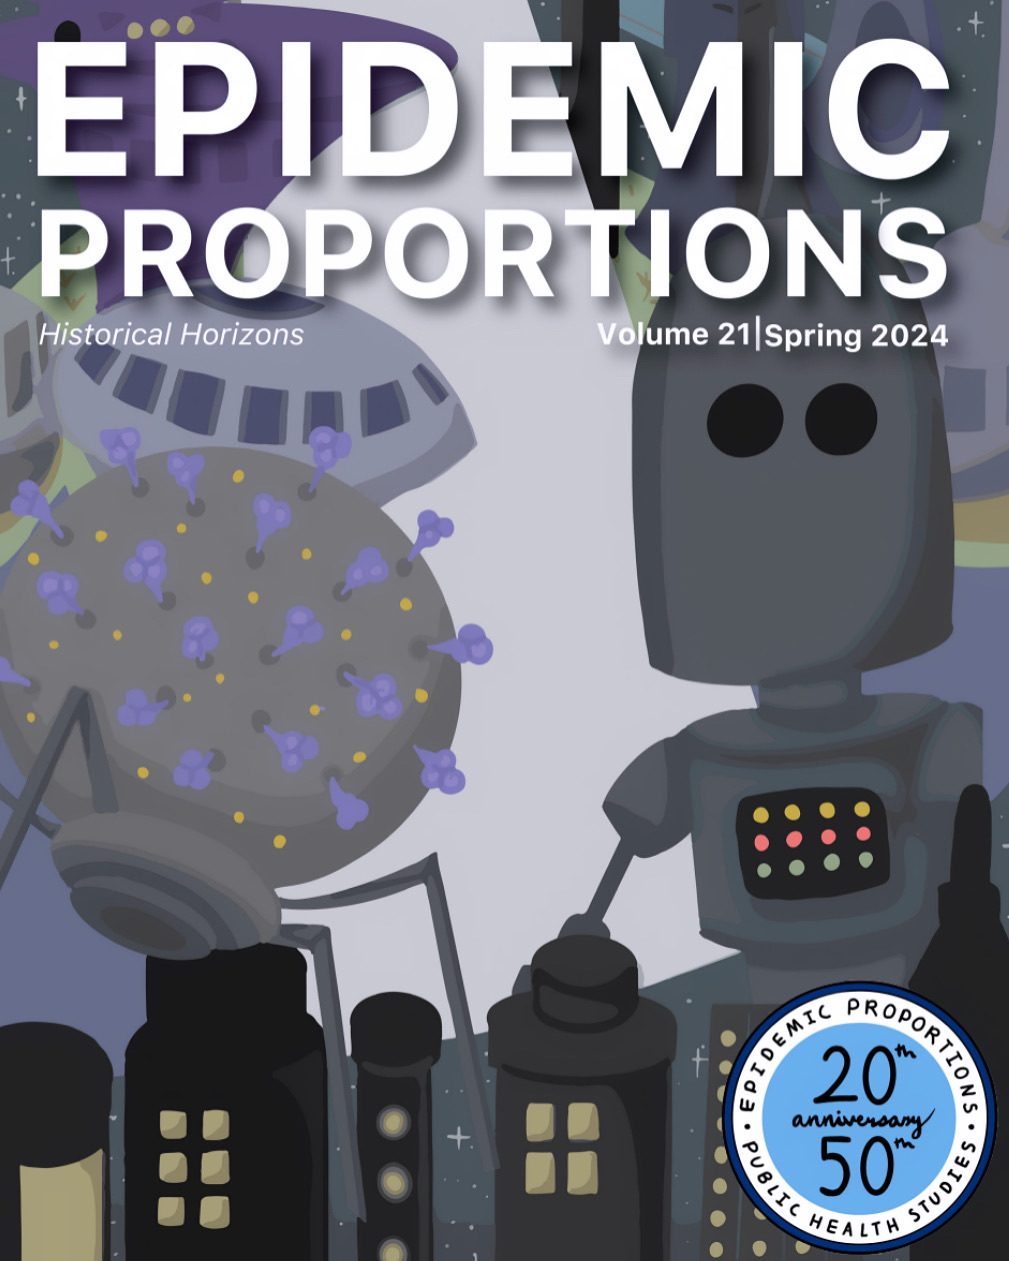 EPIDEMIC
PROPORTIONS
Historical Horizons
Volume 21|Spring 2024
EPIDEMIC PROPORTIONS
20th
anniversary
50th
• PUBLIC HEALTH STUDIES •